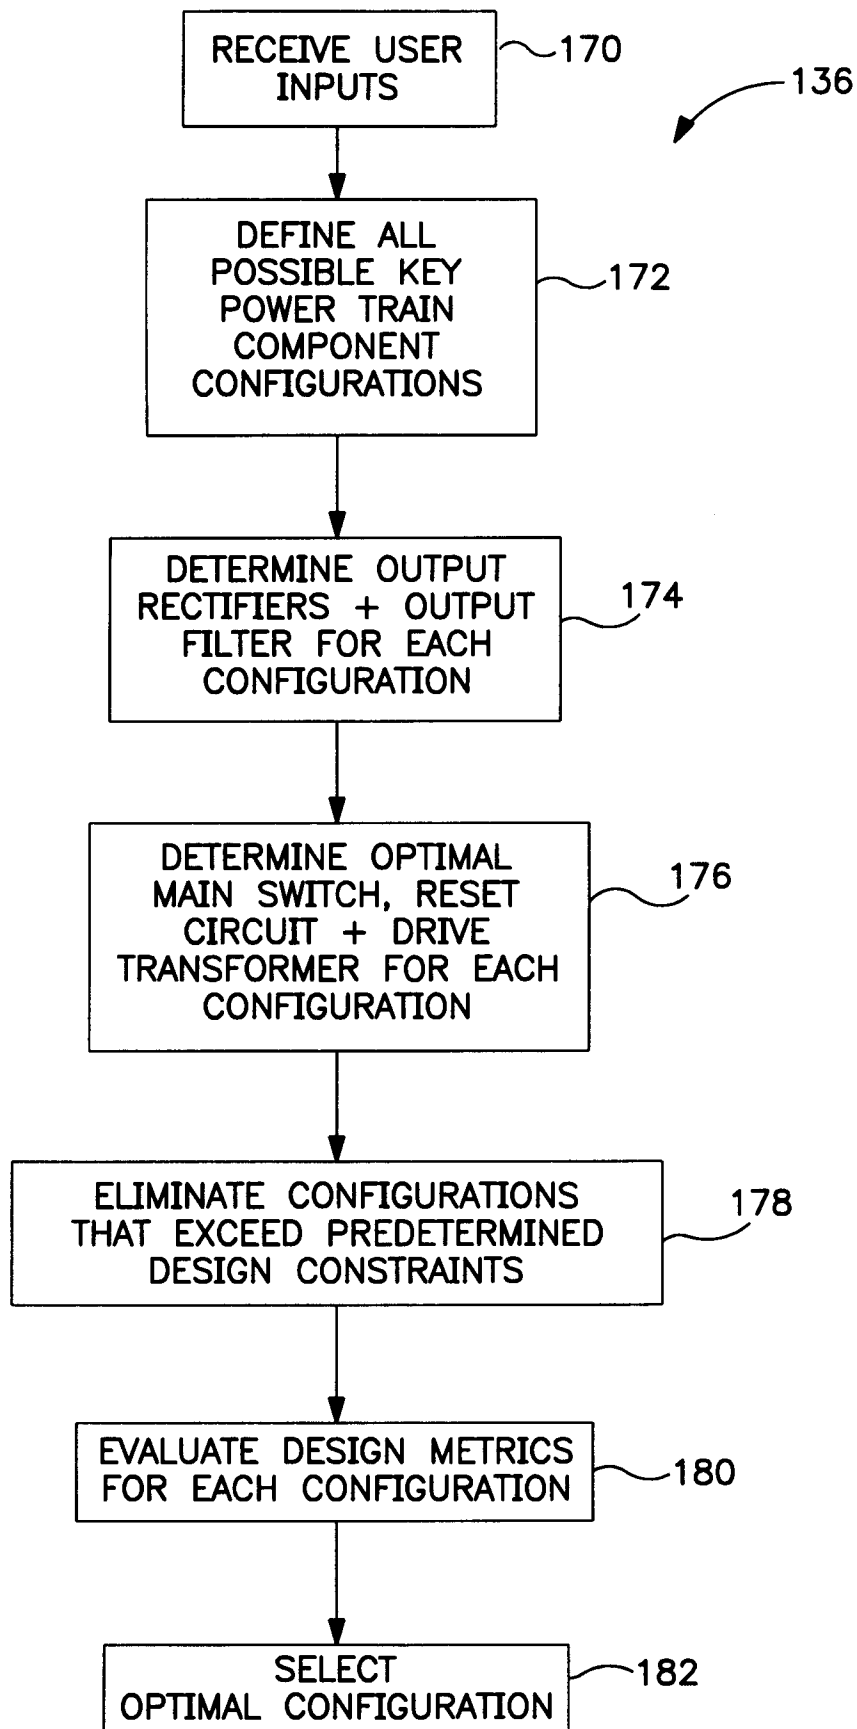 RECEIVE USER
INPUTS
170
136
DEFINE ALL
POSSIBLE KEY
POWER TRAIN
COMPONENT
CONFIGURATIONS
172
DETERMINE OUTPUT
RECTIFIERS + OUTPUT
FILTER FOR EACH
CONFIGURATION
174
DETERMINE OPTIMAL
MAIN SWITCH, RESET
CIRCUIT + DRIVE
TRANSFORMER FOR EACH
CONFIGURATION
176
ELIMINATE CONFIGURATIONS
THAT EXCEED PREDETERMINED
DESIGN CONSTRAINTS
178
EVALUATE DESIGN METRICS
FOR EACH CONFIGURATION
180
SELECT
OPTIMAL CONFIGURATION
182